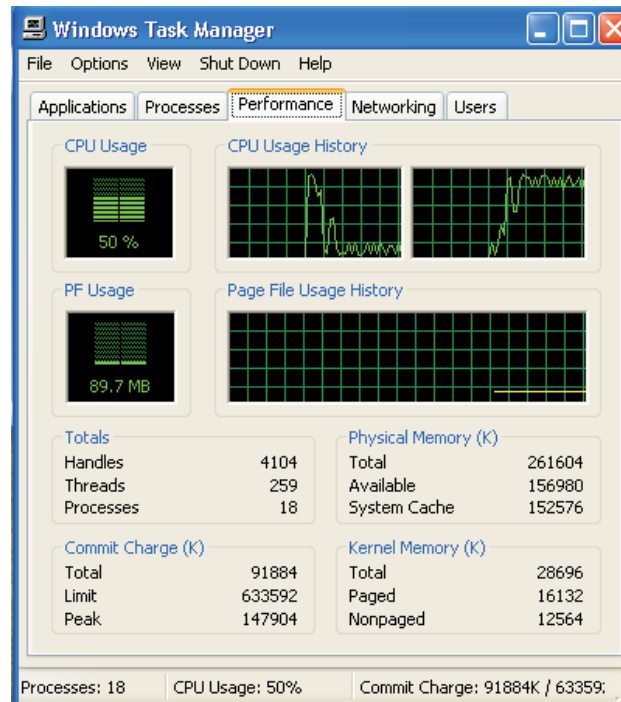 Windows Task Manager
File Options View Shut Down Help
Applications Processes Performance Networking Users
CPU Usage CPU Usage History
50 %
PF Usage Page File Usage History
89.7 MB
Totals Physical Memory (K)
Handles 4104 Total 261604
Threads 259 Available 156980
Processes 18 System Cache 152576
Commit Charge (K) Kernel Memory (K)
Total 91884 Total 28696
Limit 633592 Paged 16132
Peak 147904 Nonpaged 12564
Processes: 18 CPU Usage: 50% Commit Charge: 91884K / 63359